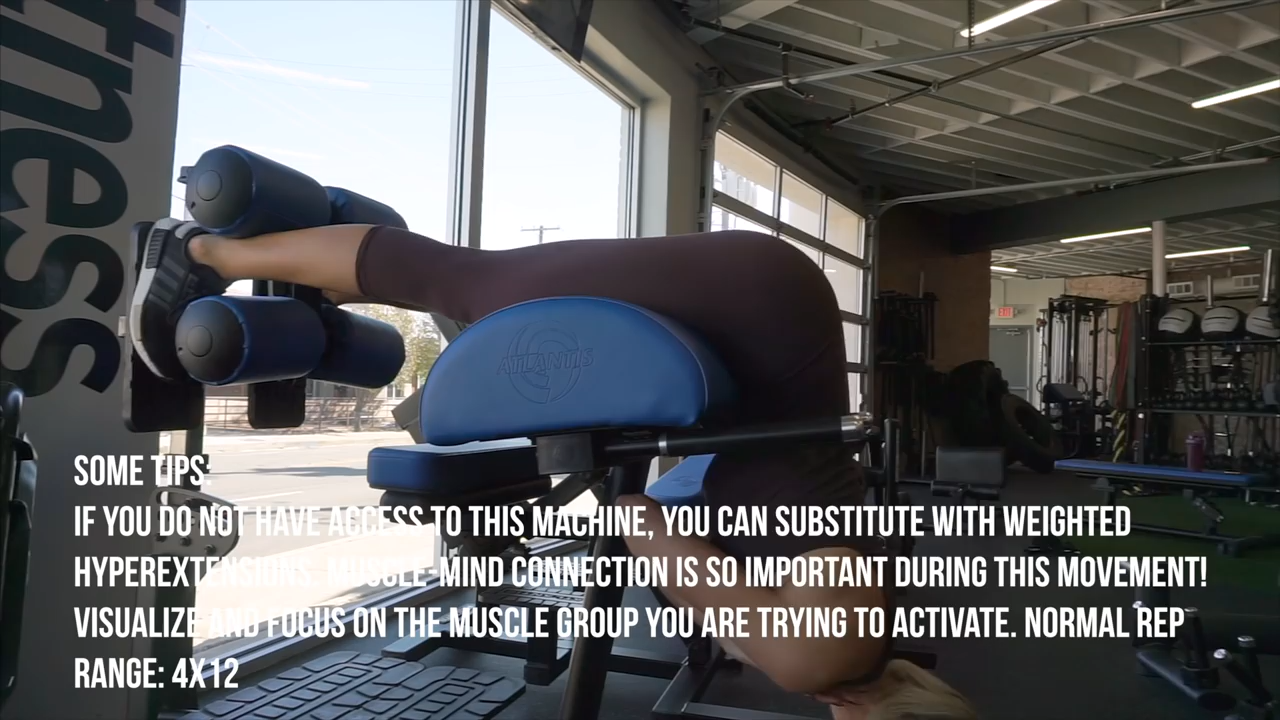 tness
ATLANTIS
EXIT
SOME TIPS:
IF YOU DO NOT HAVE ACCESS TO THIS MACHINE, YOU CAN SUBSTITUTE WITH WEIGHTED
HYPEREXTENSIONS. MUSCLE-MIND CONNECTION IS SO IMPORTANT DURING THIS MOVEMENT!
VISUALIZE AND FOCUS ON THE MUSCLE GROUP YOU ARE TRYING TO ACTIVATE. NORMAL REP
RANGE: 4X12